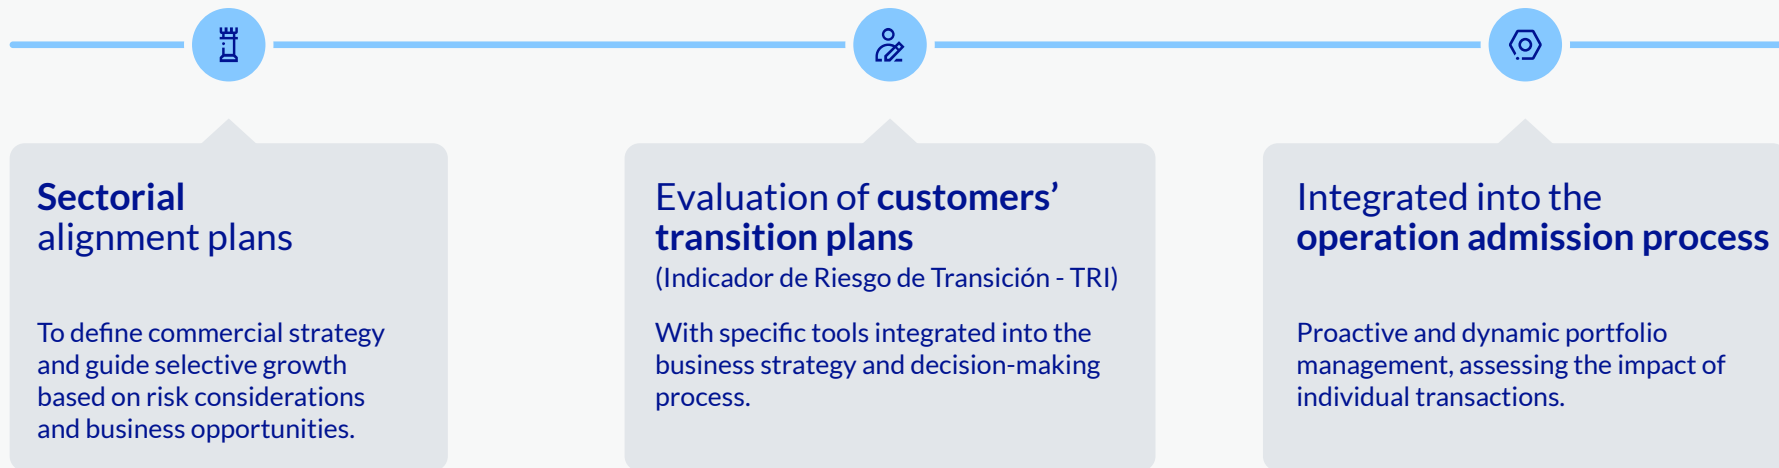 Sectorial
alignment plans
To define commercial strategy
and guide selective growth
based on risk considerations
and business opportunities.
Evaluation of customers’
transition plans
(Indicador de Riesgo de Transición - TRI)
With specific tools integrated into the
business strategy and decision-making
process.
Integrated into the
operation admission process
Proactive and dynamic portfolio
management, assessing the impact of
individual transactions.